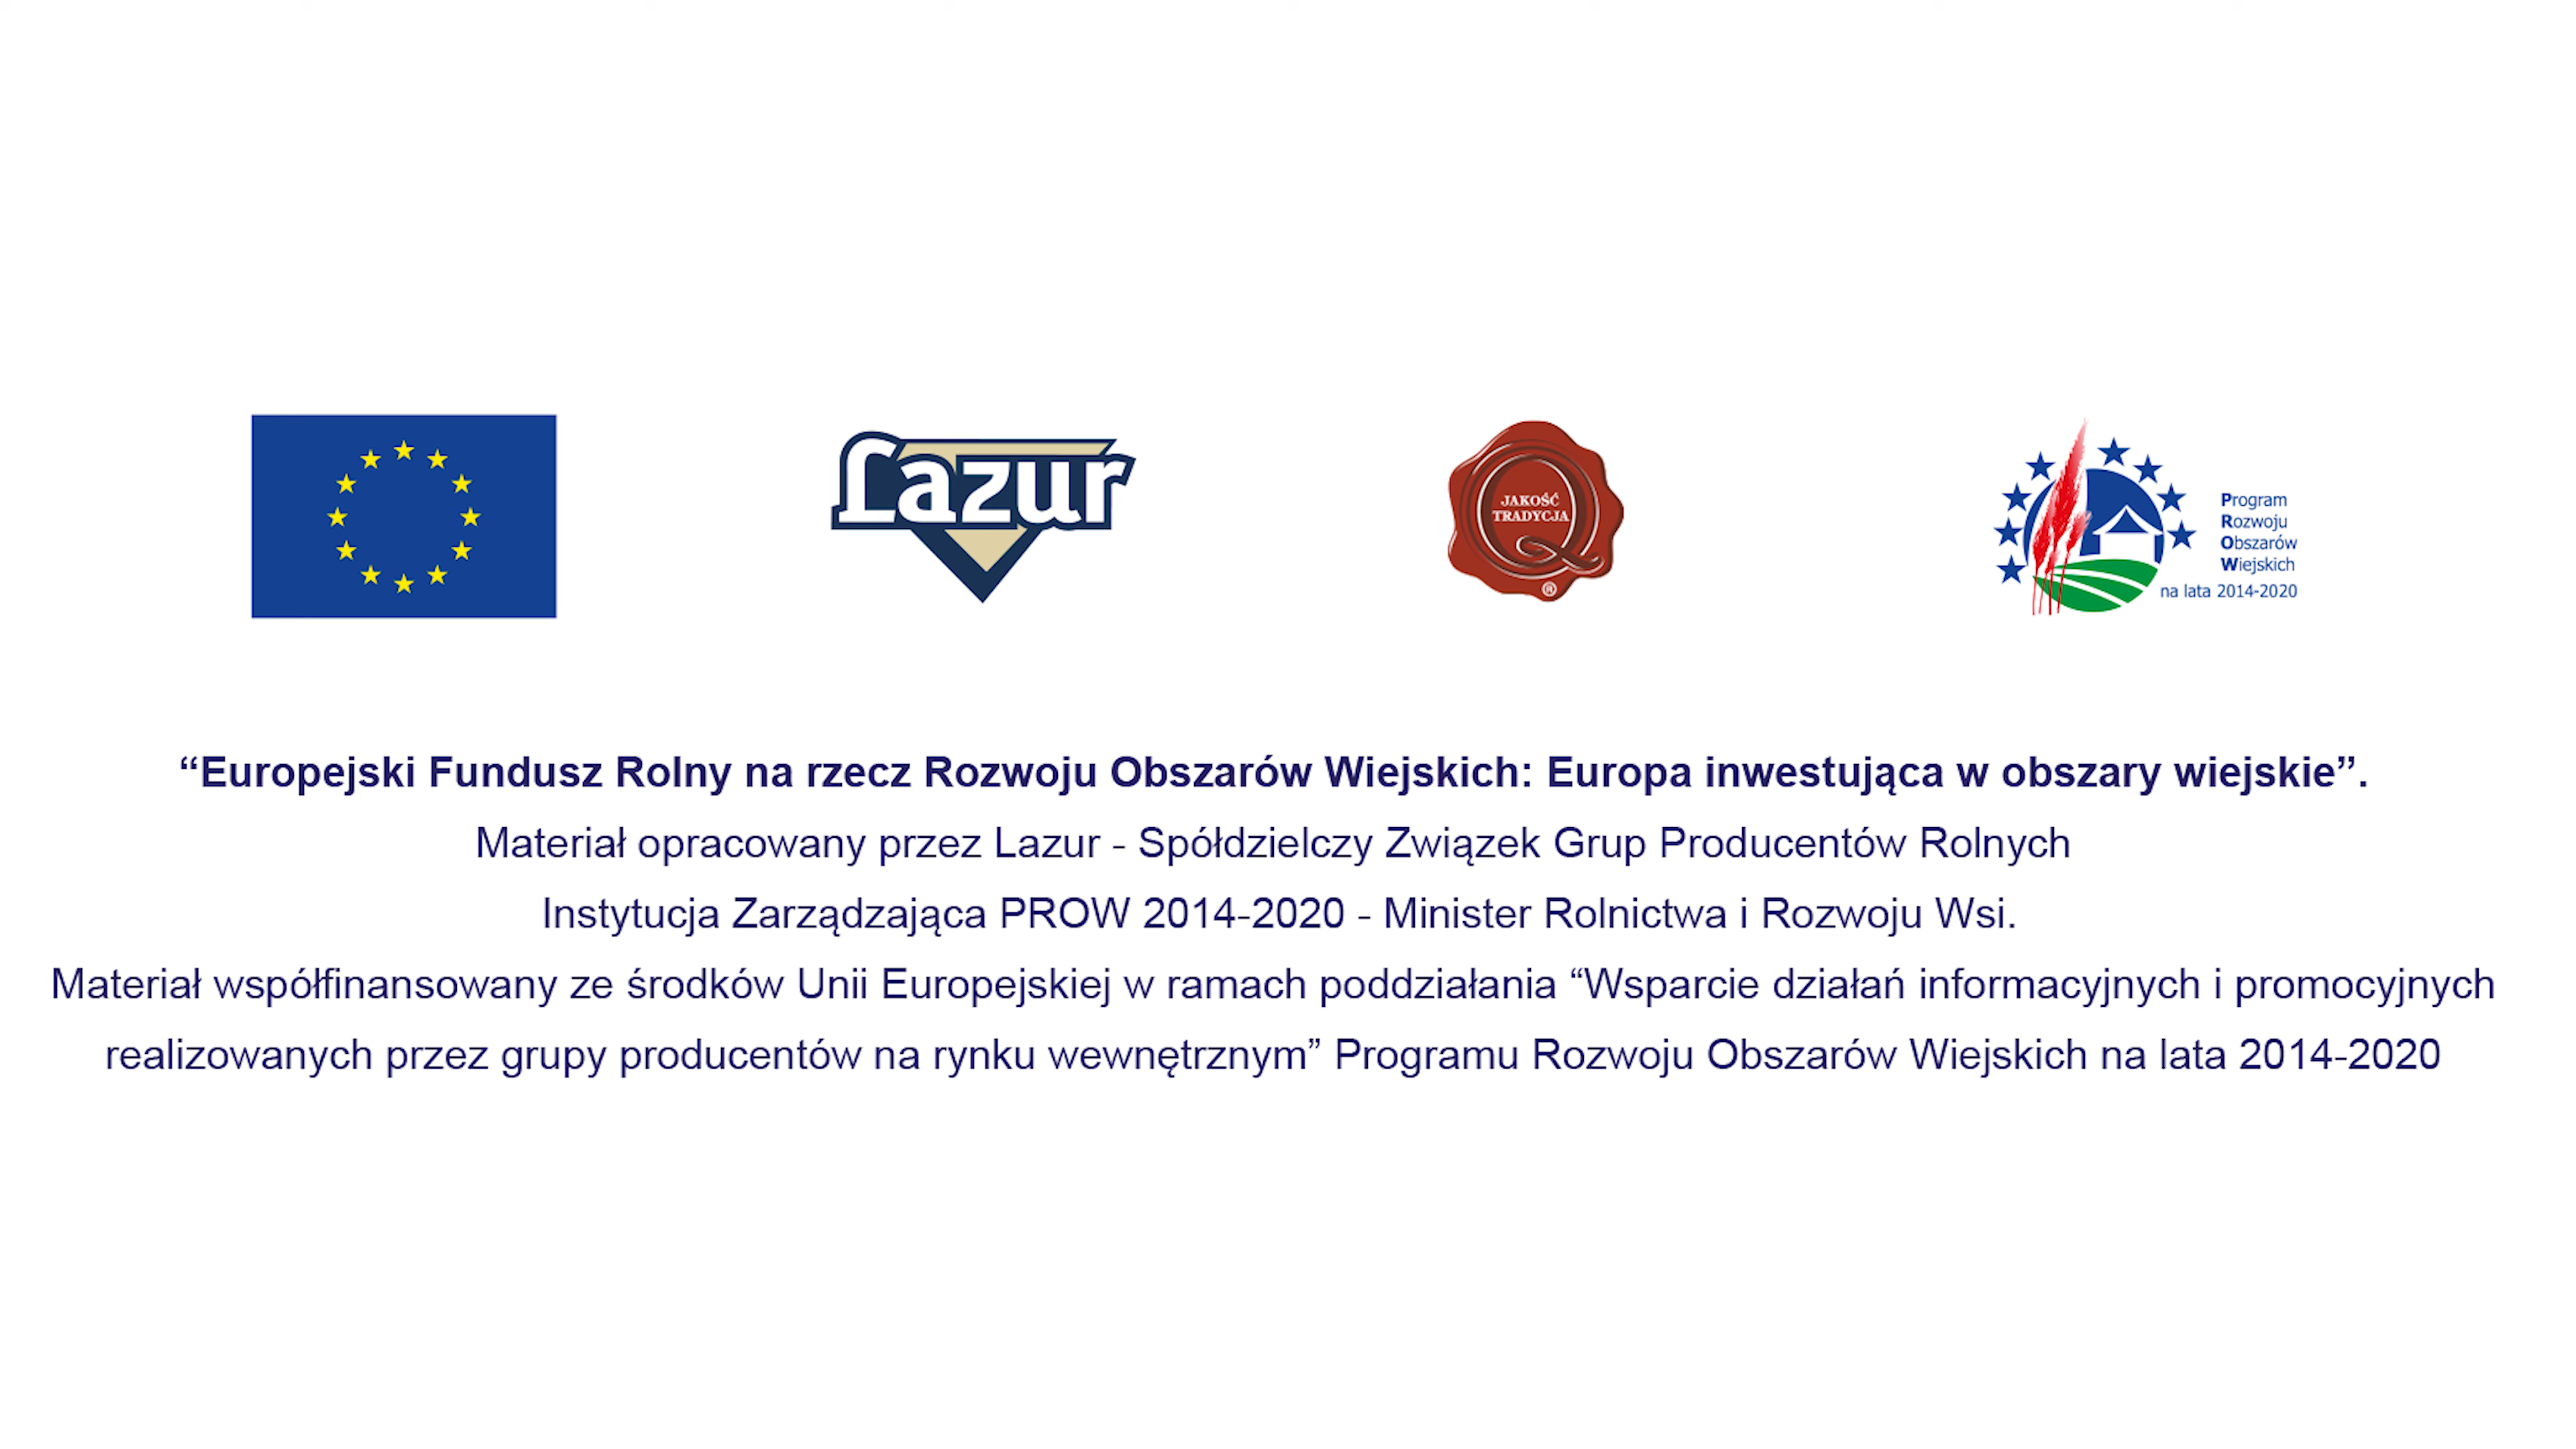 Lazur
JAKOŚĆ
TRADYCJA
®
Program
Rozwoju
Obszarów
Wiejskich
na lata 2014-2020
“Europejski Fundusz Rolny na rzecz Rozwoju Obszarów Wiejskich: Europa inwestująca w obszary wiejskie”.
Materiał opracowany przez Lazur - Spółdzielczy Związek Grup Producentów Rolnych
Instytucja Zarządzająca PROW 2014-2020 - Minister Rolnictwa i Rozwoju Wsi.
Materiał współfinansowany ze środków Unii Europejskiej w ramach poddziałania “Wsparcie działań informacyjnych i promocyjnych
realizowanych przez grupy producentów na rynku wewnętrznym” Programu Rozwoju Obszarów Wiejskich na lata 2014-2020